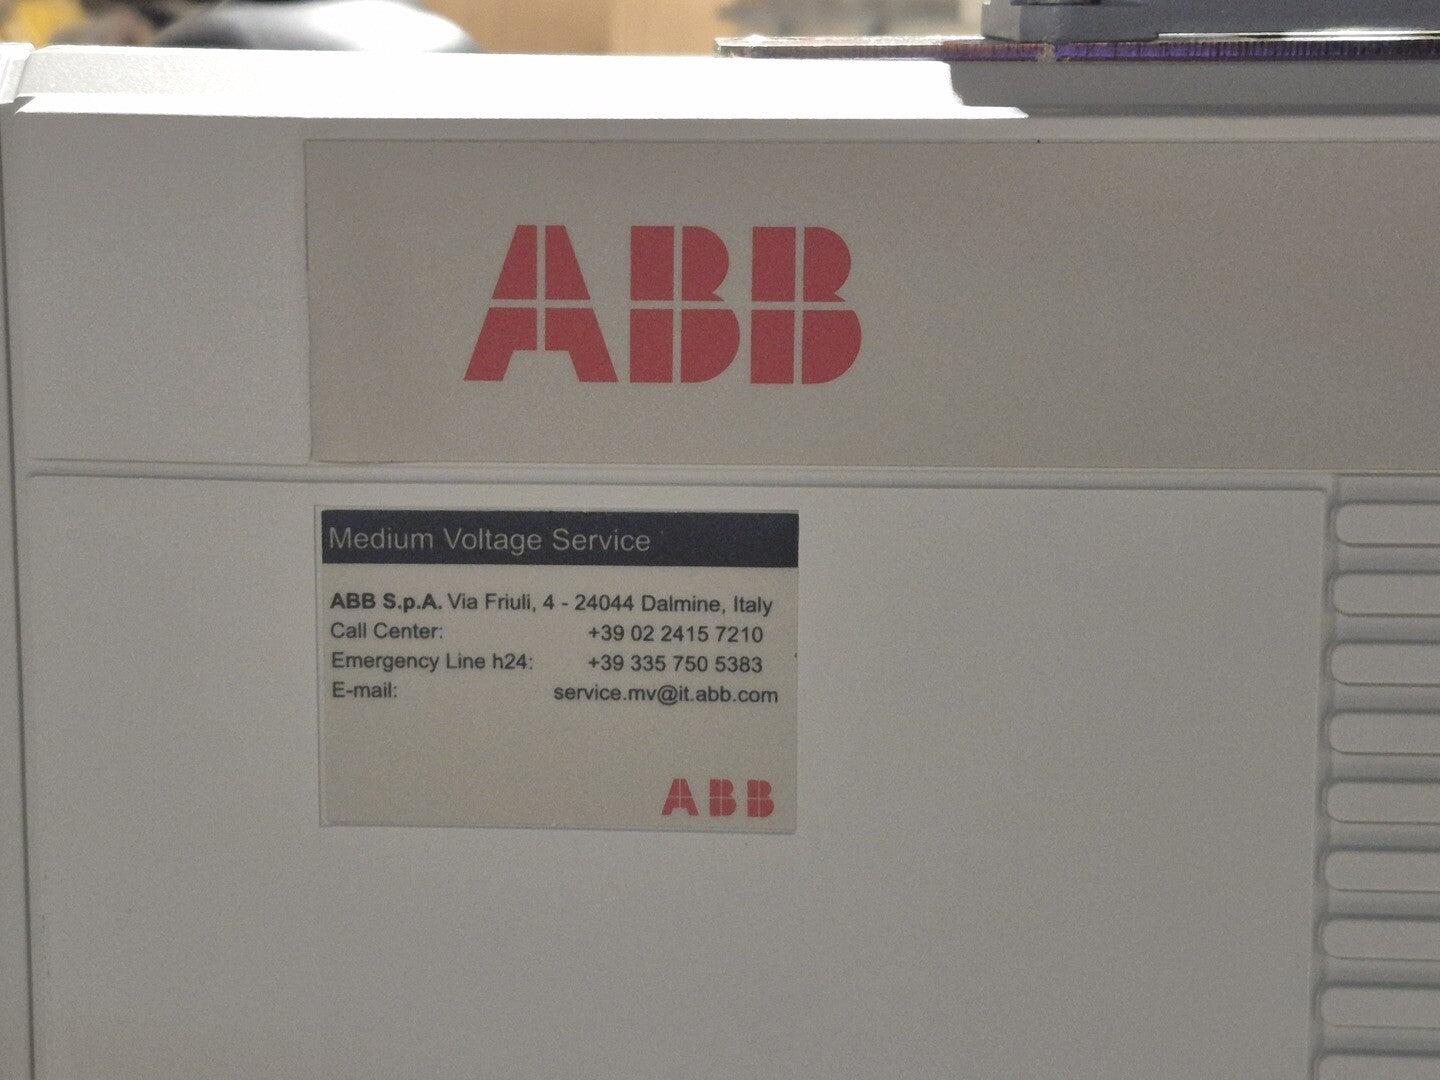 ABB
Medium Voltage Service
ABB S.p.A. Via Friuli, 4 - 24044 Dalmine, Italy
Call Center: +39 02 2415 7210
Emergency Line h24: +39 335 750 5383
E-mail: service.mv@it.abb.com
ABB